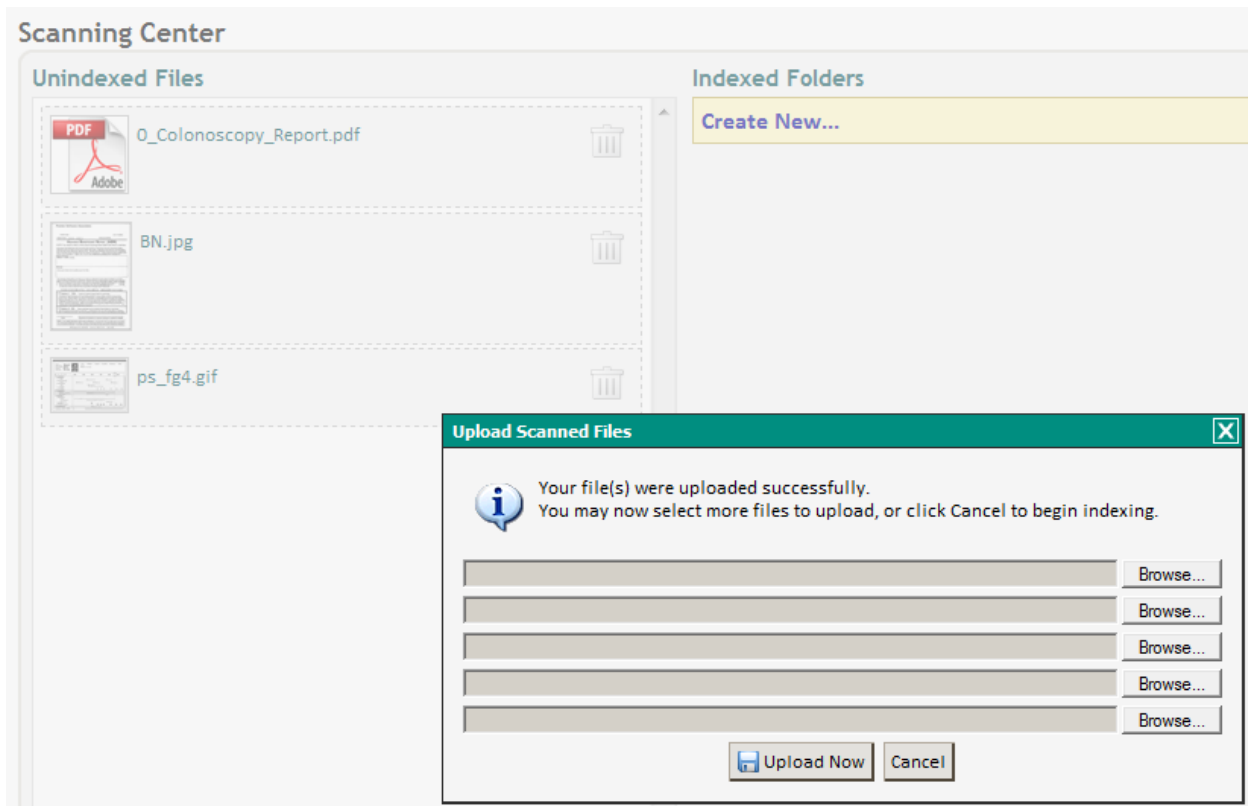 Scanning Center
Unindexed Files
Indexed Folders
PDF
Adobe
0_Colonoscopy_Report.pdf
Create New...
BN.jpg
ps_fg4.gif
Upload Scanned Files
X
Your file(s) were uploaded successfully.
You may now select more files to upload, or click Cancel to begin indexing.
Browse...
Browse...
Browse...
Browse...
Browse...
Upload Now
Cancel